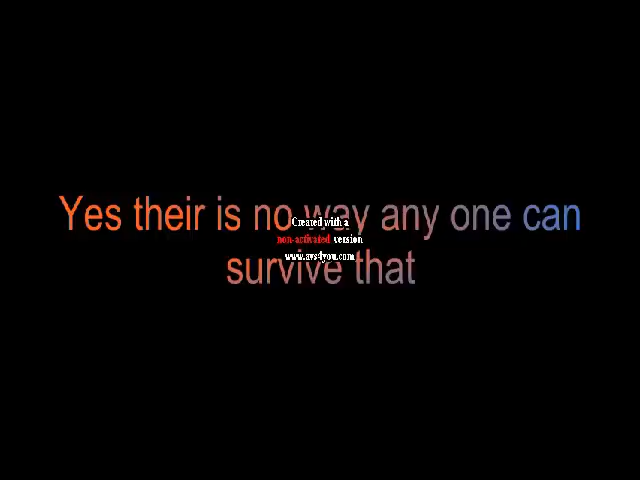 Yes their is no way any one can
survive that
Created with a
non-activated version
www.avs4you.com